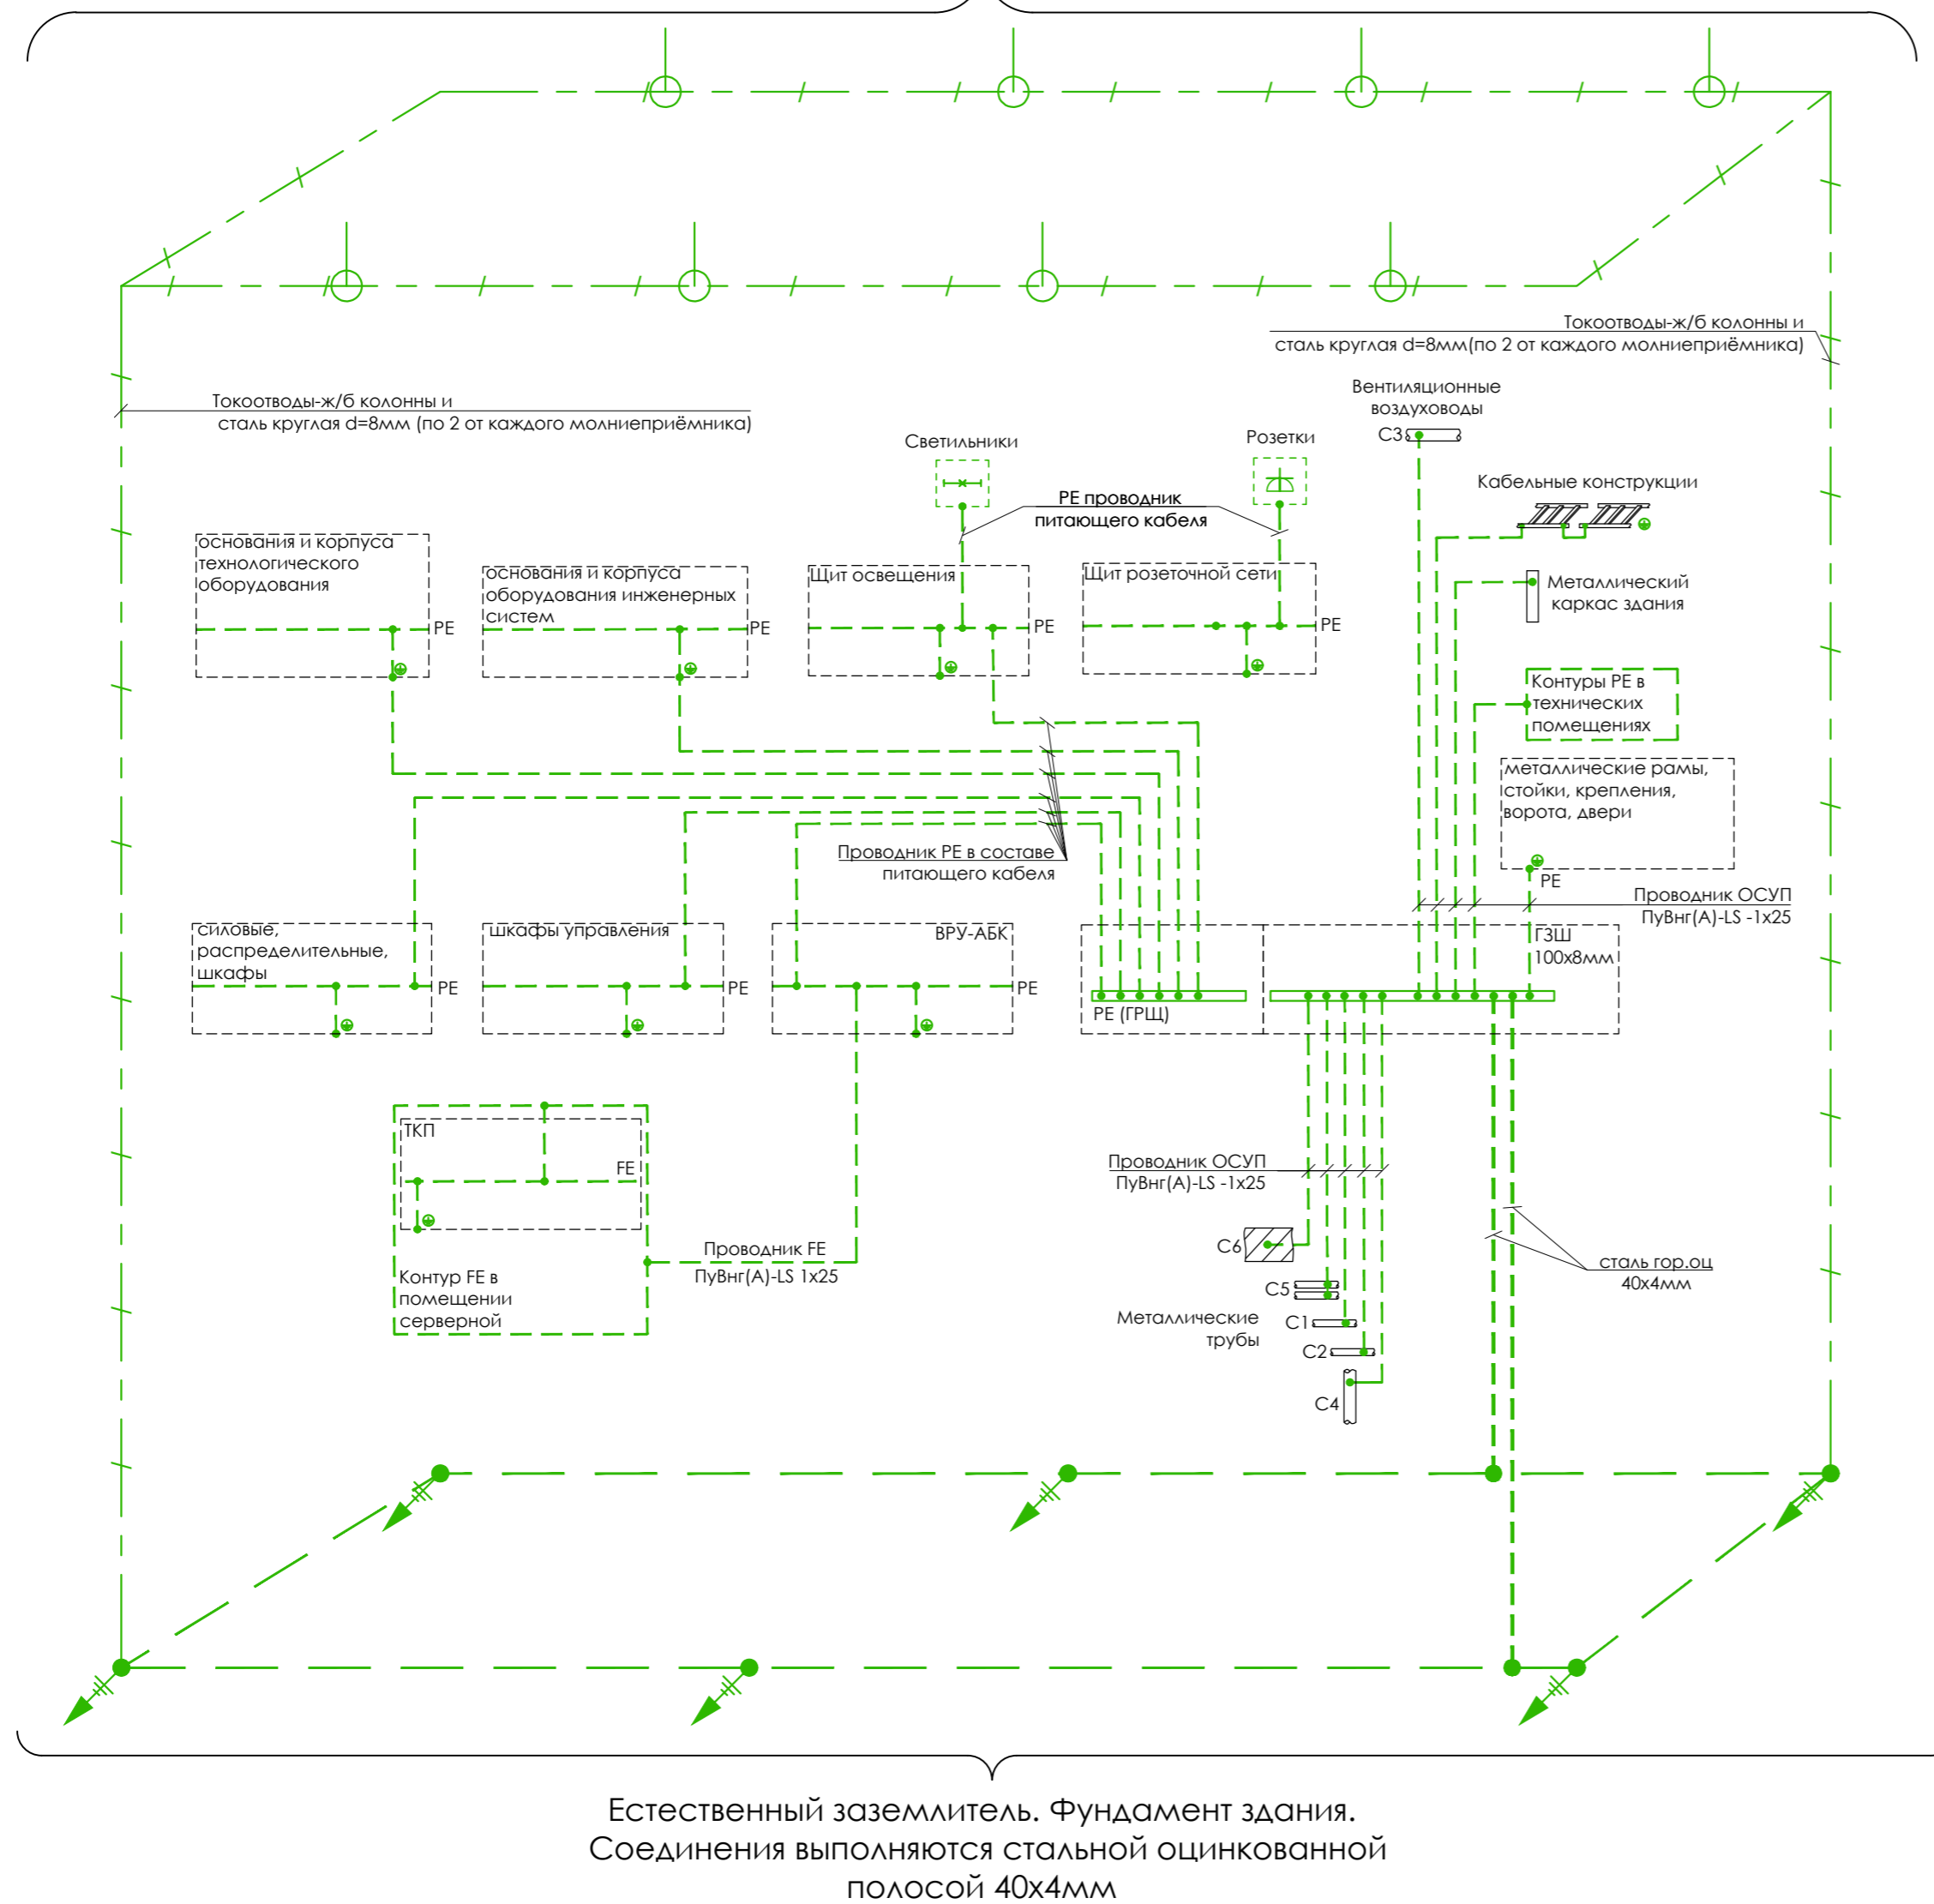 Токоотводы-ж/б колонны и
сталь круглая d=8мм(по 2 от каждого молниеприёмника)
Токоотводы-ж/б колонны и
сталь круглая d=8мм (по 2 от каждого молниеприёмника)
Вентиляционные
воздуховоды
С3
Светильники
Розетки
Кабельные конструкции
РЕ проводник
питающего кабеля
основания и корпуса
технологического
оборудования
РЕ
основания и корпуса
оборудования инженерных
систем
РЕ
Щит освещения
РЕ
Щит розеточной сети
РЕ
Металлический
каркас здания
Контуры РЕ в
технических
помещениях
металлические рамы,
стойки, крепления,
ворота, двери
РЕ
Проводник РЕ в составе
питающего кабеля
Проводник ОСУП
ПуВнг(А)-LS -1х25
силовые,
распределительные,
шкафы
РЕ
шкафы управления
РЕ
ВРУ-АБК
РЕ
РЕ (ГРЩ)
ГЗШ
100х8мм
ТКП
FE
Контур FE в
помещении
серверной
Проводник FE
ПуВнг(А)-LS 1х25
Проводник ОСУП
ПуВнг(А)-LS -1х25
С6
С5
Металлические
трубы
С1
С2
С4
сталь гор.оц
40х4мм
Естественный заземлитель. Фундамент здания.
Соединения выполняются стальной оцинкованной
полосой 40х4мм